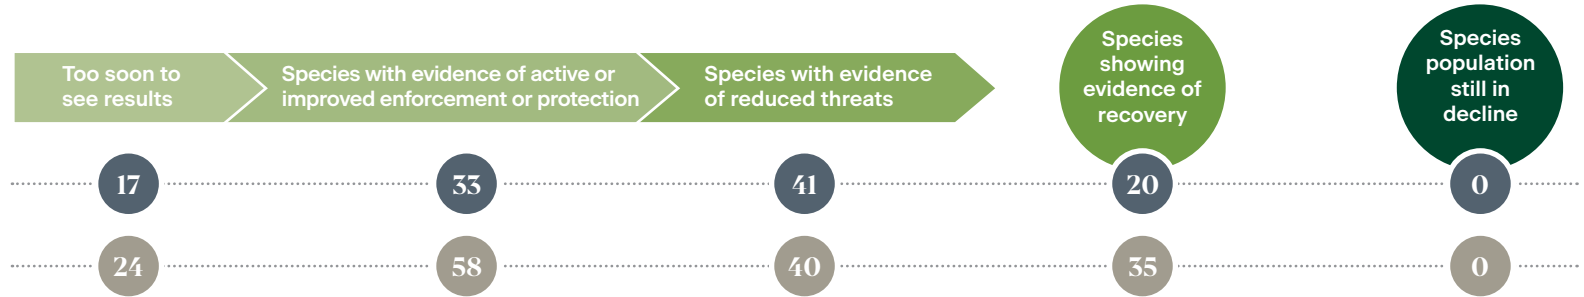 Too soon to
see results
Species with evidence of active or
improved enforcement or protection
Species with evidence
of reduced threats
Species
showing
evidence of
recovery
Species
population
still in
decline
17 33 41 20 0
24 58 40 35 0